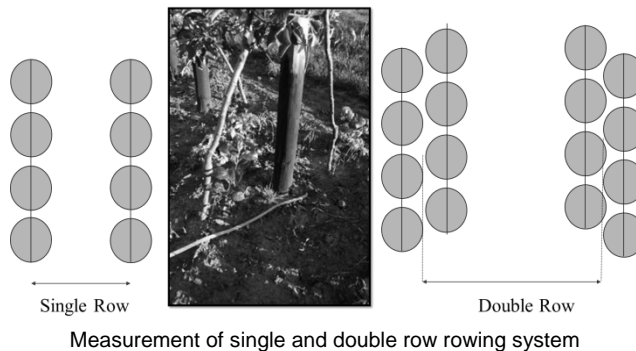 Single Row
Double Row
Measurement of single and double row rowing system